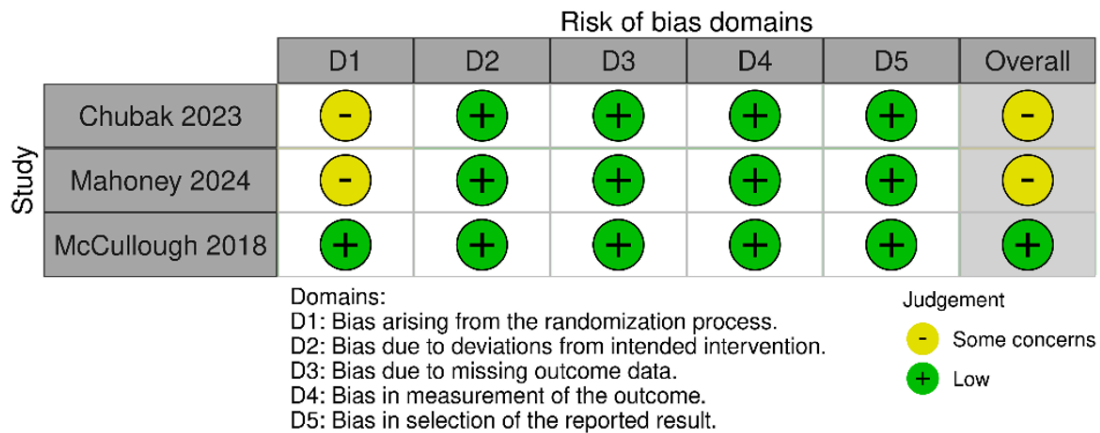 Risk of bias domains
D1 D2 D3 D4 D5 Overall
Study
Chubak 2023 - + + + + -
Mahoney 2024 - + + + + -
McCullough 2018 + + + + + +
Domains:
D1: Bias arising from the randomization process.
D2: Bias due to deviations from intended intervention.
D3: Bias due to missing outcome data.
D4: Bias in measurement of the outcome.
D5: Bias in selection of the reported result.
Judgement
- Some concerns
+ Low